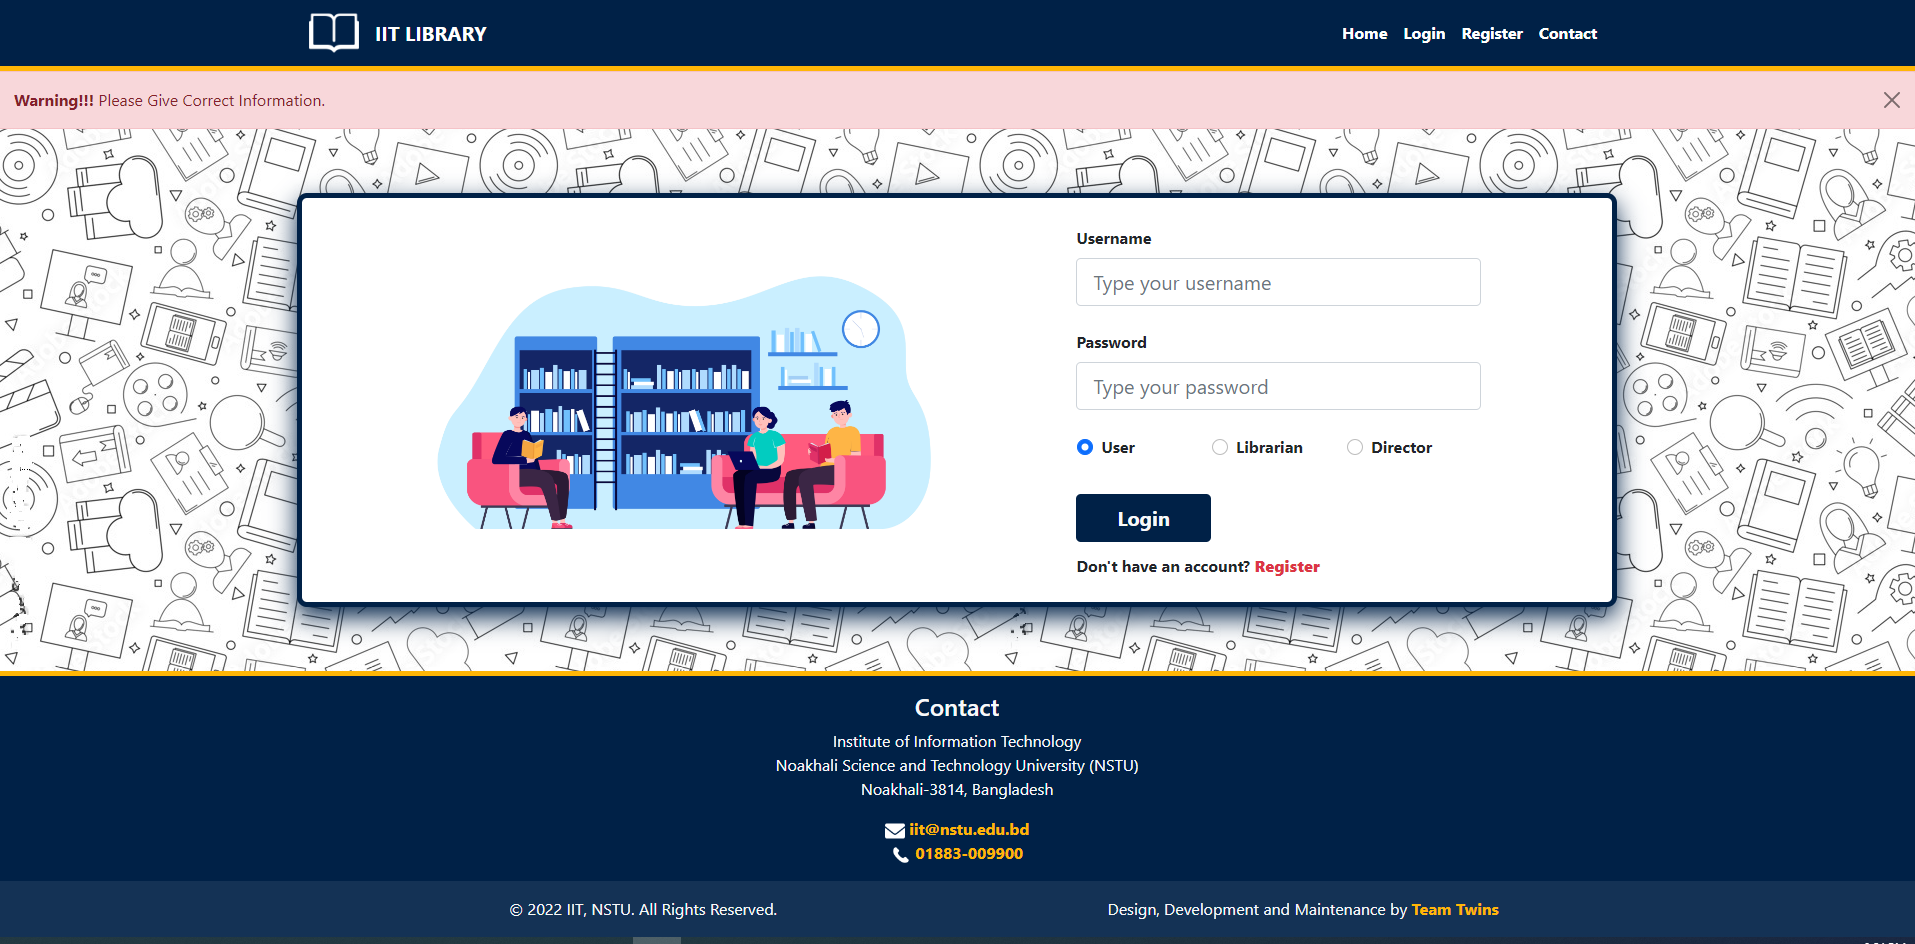 IIT LIBRARY
Home Login Register Contact
Warning!!! Please Give Correct Information.
Username
Type your username
Password
Type your password
User Librarian Director
Login
Don't have an account? Register
Contact
Institute of Information Technology
Noakhali Science and Technology University (NSTU)
Noakhali-3814, Bangladesh
iit@nstu.edu.bd
01883-009900
© 2022 IIT, NSTU. All Rights Reserved.
Design, Development and Maintenance by Team Twins